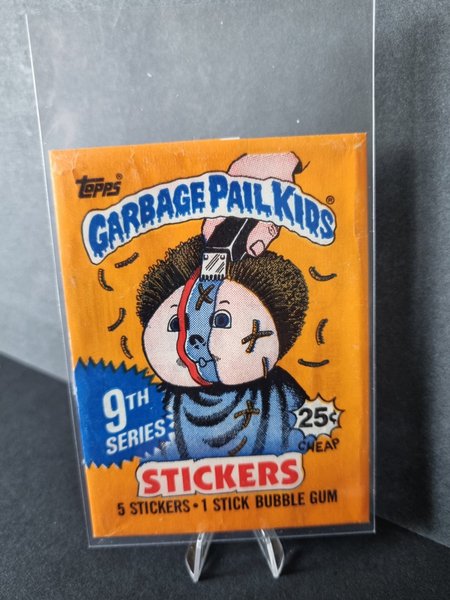 Topps®
GARBAGE PAIL KIDS®
9TH
SERIES
25¢
CHEAP
STICKERS
5 STICKERS • 1 STICK BUBBLE GUM